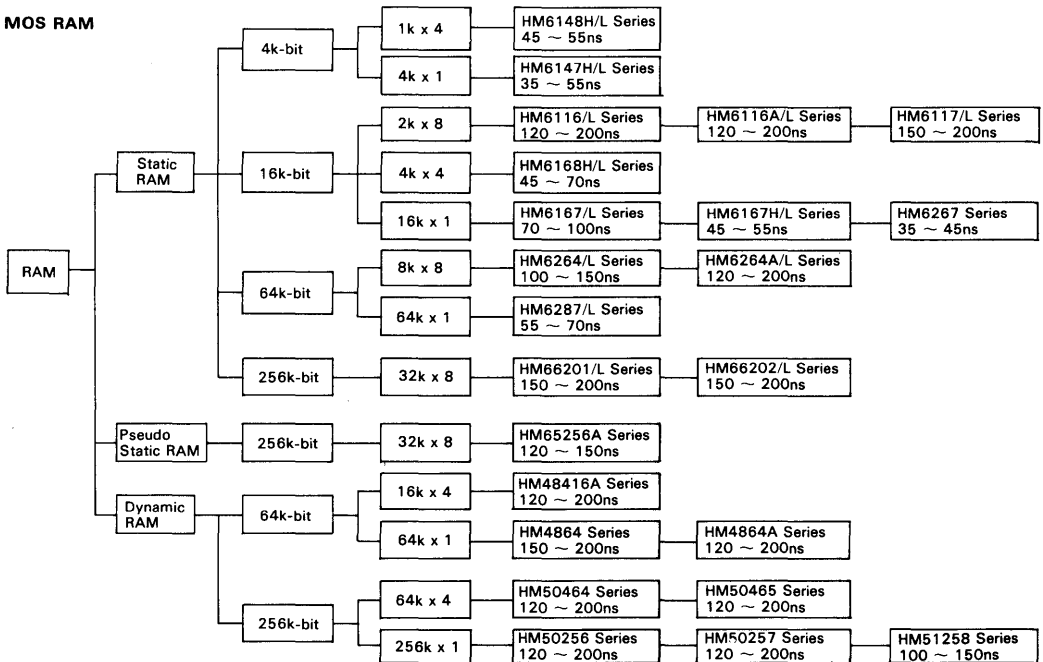 MOS RAM
RAM
Static
RAM
4k-bit
1k x 4
HM6148H/L Series
45 ~ 55ns
4k x 1
HM6147H/L Series
35 ~ 55ns
16k-bit
2k x 8
HM6116/L Series
120 ~ 200ns
HM6116A/L Series
120 ~ 200ns
HM6117/L Series
150 ~ 200ns
4k x 4
HM6168H/L Series
45 ~ 70ns
16k x 1
HM6167/L Series
70 ~ 100ns
HM6167H/L Series
45 ~ 55ns
HM6267 Series
35 ~ 45ns
64k-bit
8k x 8
HM6264/L Series
100 ~ 150ns
HM6264A/L Series
120 ~ 200ns
64k x 1
HM6287/L Series
55 ~ 70ns
256k-bit
32k x 8
HM66201/L Series
150 ~ 200ns
HM66202/L Series
150 ~ 200ns
Pseudo
Static RAM
256k-bit
32k x 8
HM65256A Series
120 ~ 150ns
Dynamic
RAM
64k-bit
16k x 4
HM48416A Series
120 ~ 200ns
64k x 1
HM4864 Series
150 ~ 200ns
HM4864A Series
120 ~ 200ns
256k-bit
64k x 4
HM50464 Series
120 ~ 200ns
HM50465 Series
120 ~ 200ns
256k x 1
HM50256 Series
120 ~ 200ns
HM50257 Series
120 ~ 200ns
HM51258 Series
100 ~ 150ns